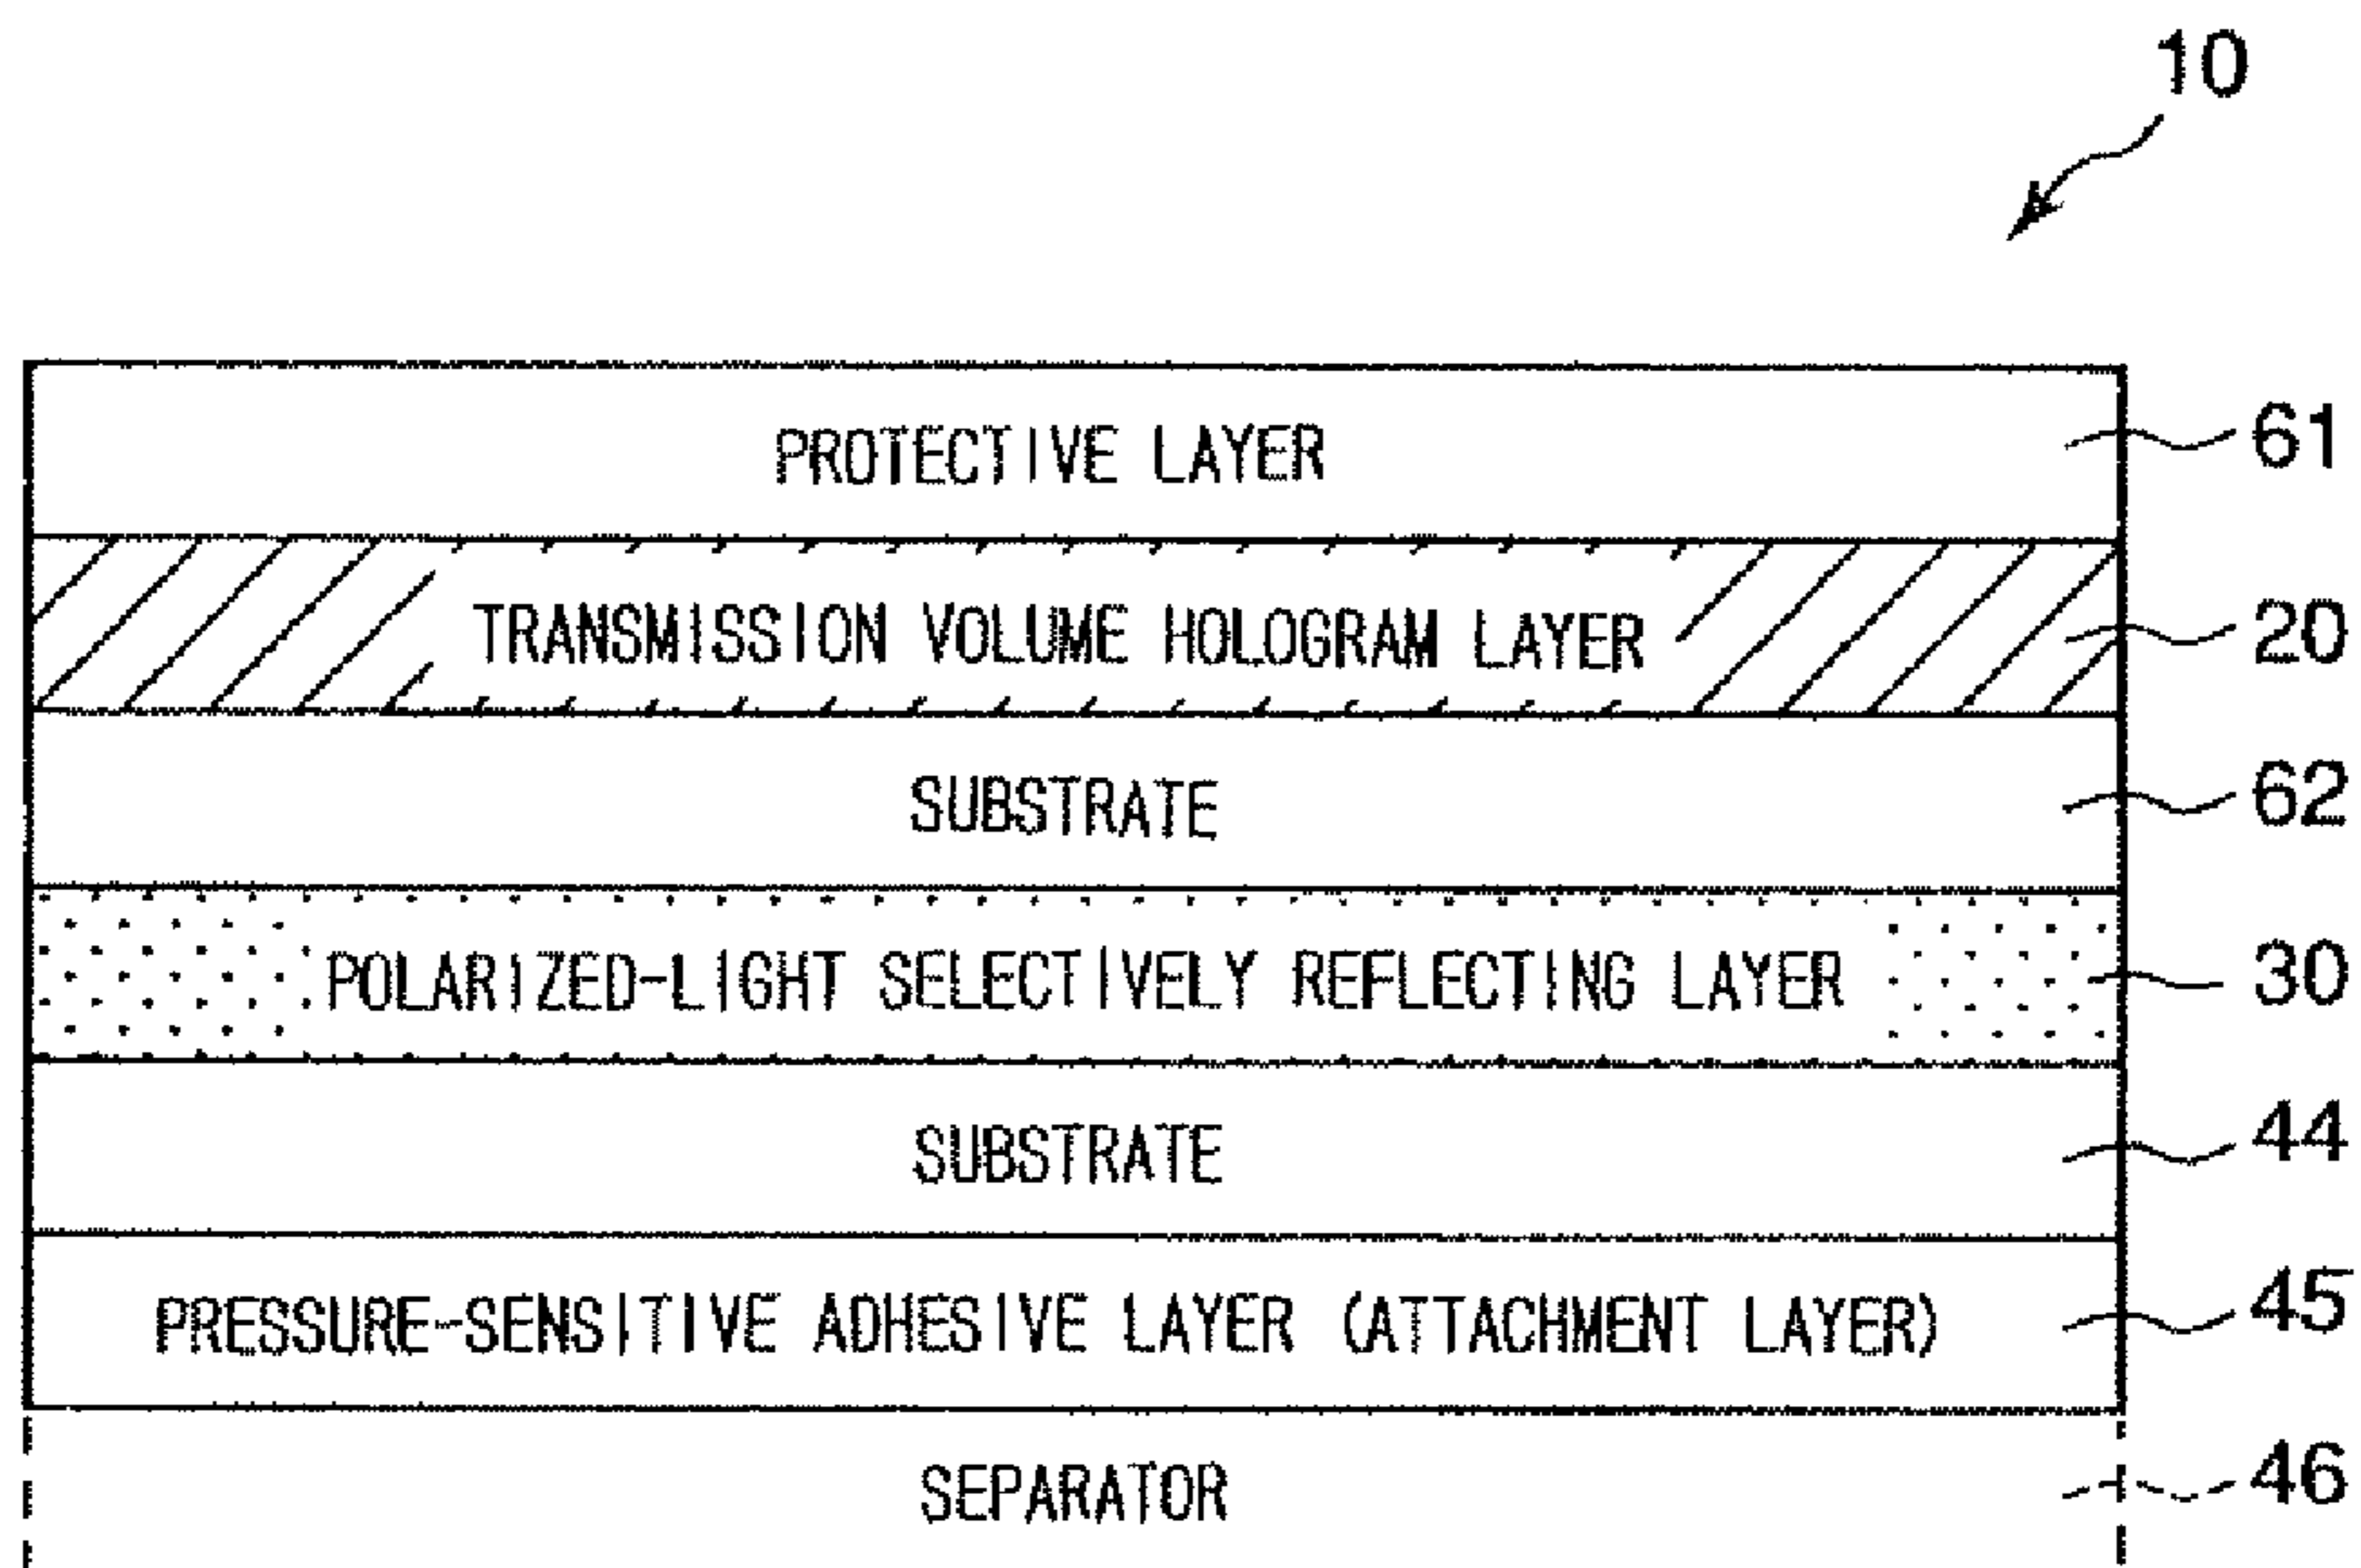 10
PROTECTIVE LAYER 61
TRANSMISSION VOLUME HOLOGRAM LAYER 20
SUBSTRATE 62
POLARIZED-LIGHT SELECTIVELY REFLECTING LAYER 30
SUBSTRATE 44
PRESSURE-SENSITIVE ADHESIVE LAYER (ATTACHMENT LAYER) 45
SEPARATOR 46